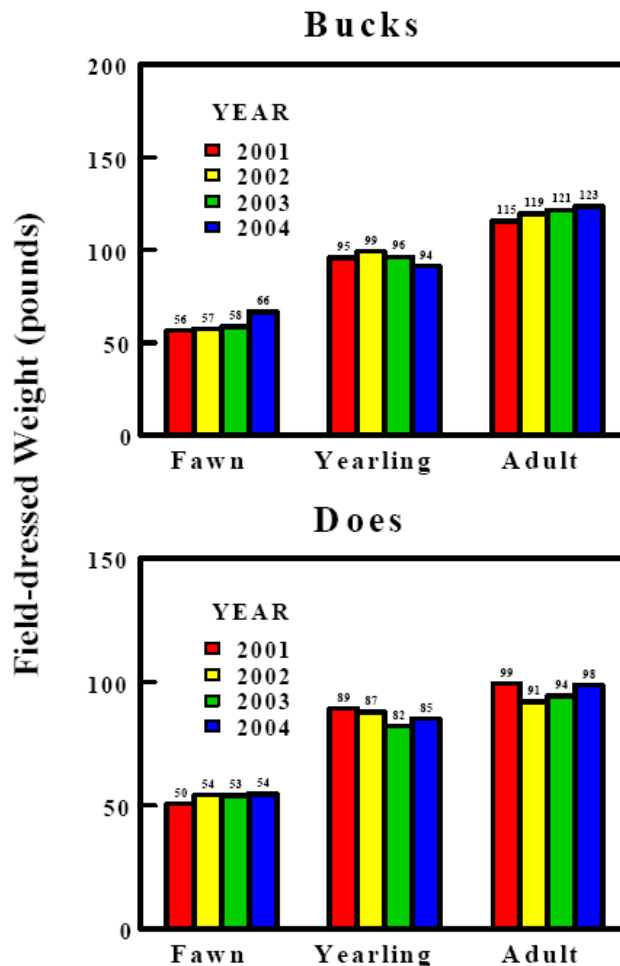 Bucks
200
150
100
50
0
YEAR
2001
2002
2003
2004
56 57 58 66
95 99 96 94
115 119 121 123
Fawn Yearling Adult
Field-dressed Weight (pounds)
Does
150
100
50
0
YEAR
2001
2002
2003
2004
50 54 53 54
89 87 82 85
99 91 94 98
Fawn Yearling Adult